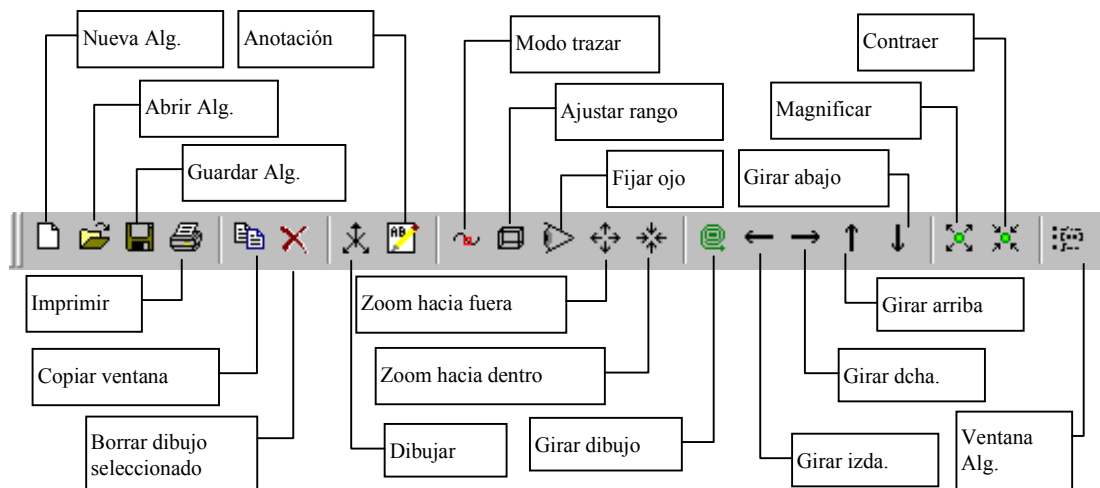 Nueva Alg.
Anotación
Modo trazar
Contraer
Abrir Alg.
Ajustar rango
Magnificar
Guardar Alg.
Fijar ojo
Girar abajo
AB
Imprimir
Zoom hacia fuera
Girar arriba
Copiar ventana
Zoom hacia dentro
Girar dcha.
Borrar dibujo
seleccionado
Dibujar
Girar dibujo
Girar izda.
Ventana
Alg.